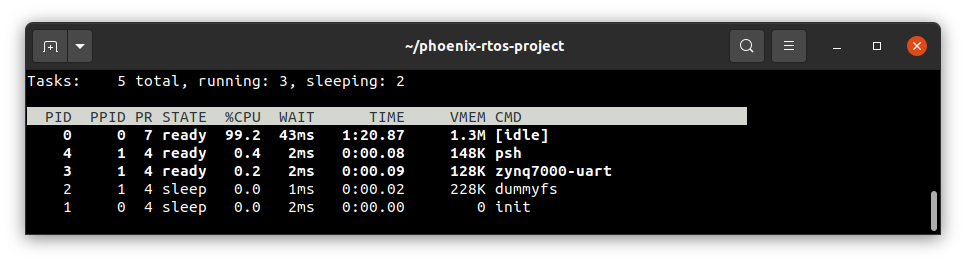 ~/phoenix-rtos-project
Tasks:    5 total, running: 3, sleeping: 2
  PID  PPID PR STATE  %CPU  WAIT      TIME     VMEM CMD
    0     0  7 ready  99.2  43ms   1:20.87     1.3M [idle]
    4     1  4 ready   0.4   2ms   0:00.08     148K psh
    3     1  4 ready   0.2   2ms   0:00.09     128K zynq7000-uart
    2     1  4 sleep   0.0   1ms   0:00.02     228K dummyfs
    1     0  4 sleep   0.0   2ms   0:00.00        0 init